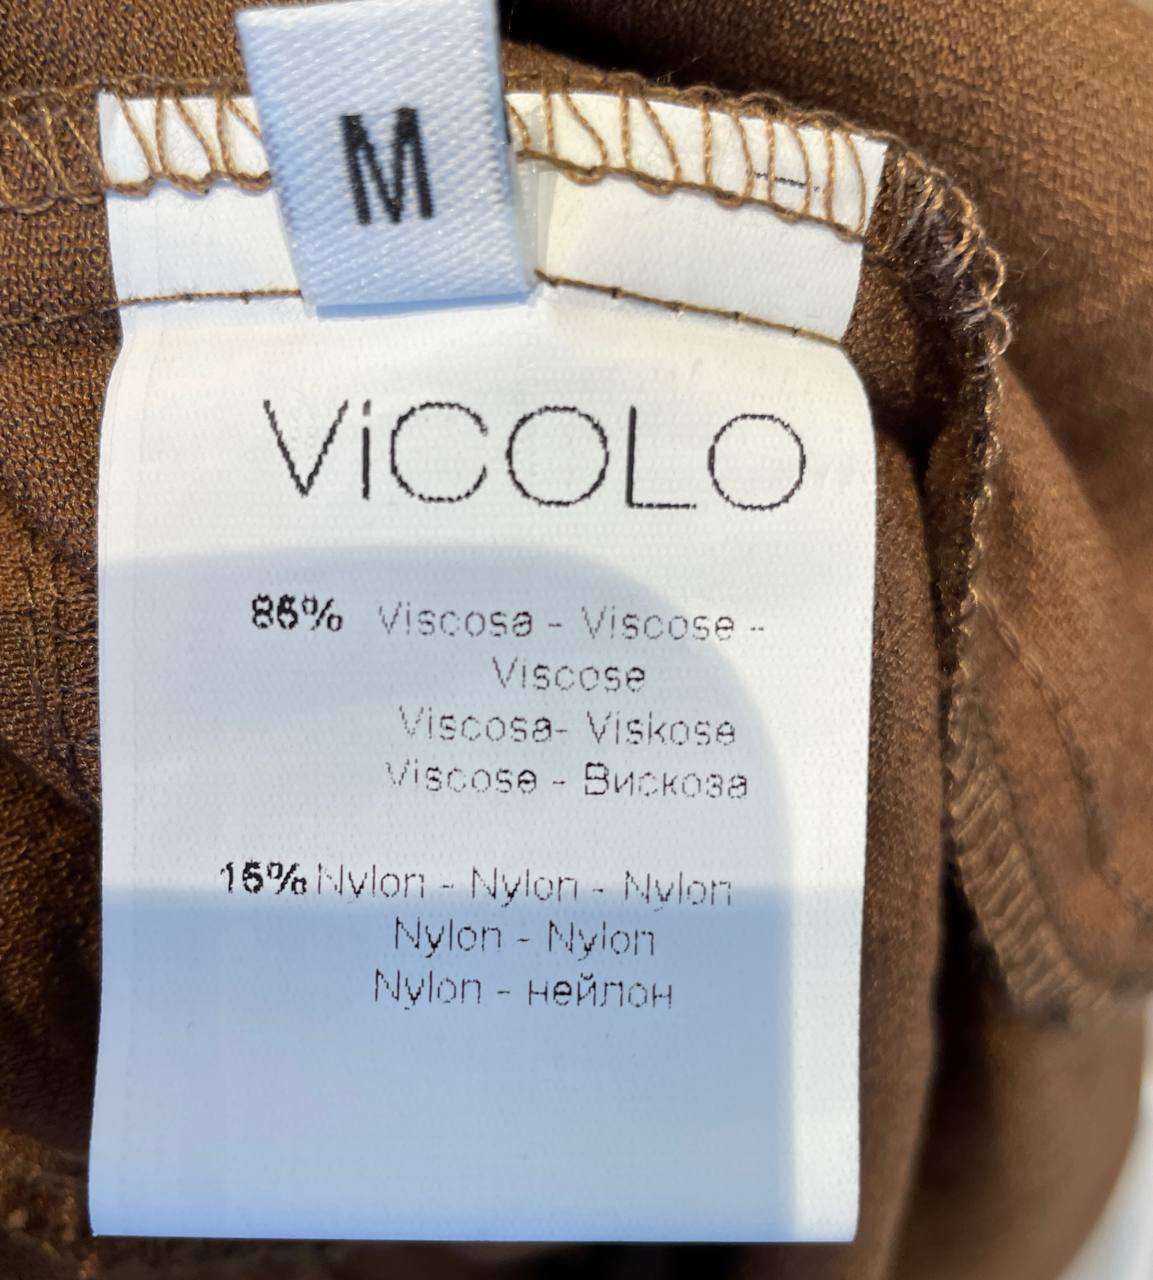 M
ViCOLO
85% Viscosa - Viscose -
Viscose
Viscosa- Viskose
Viscose - Вискоза
15% Nylon - Nylon - Nylon
Nylon - Nylon
Nylon - нейлон